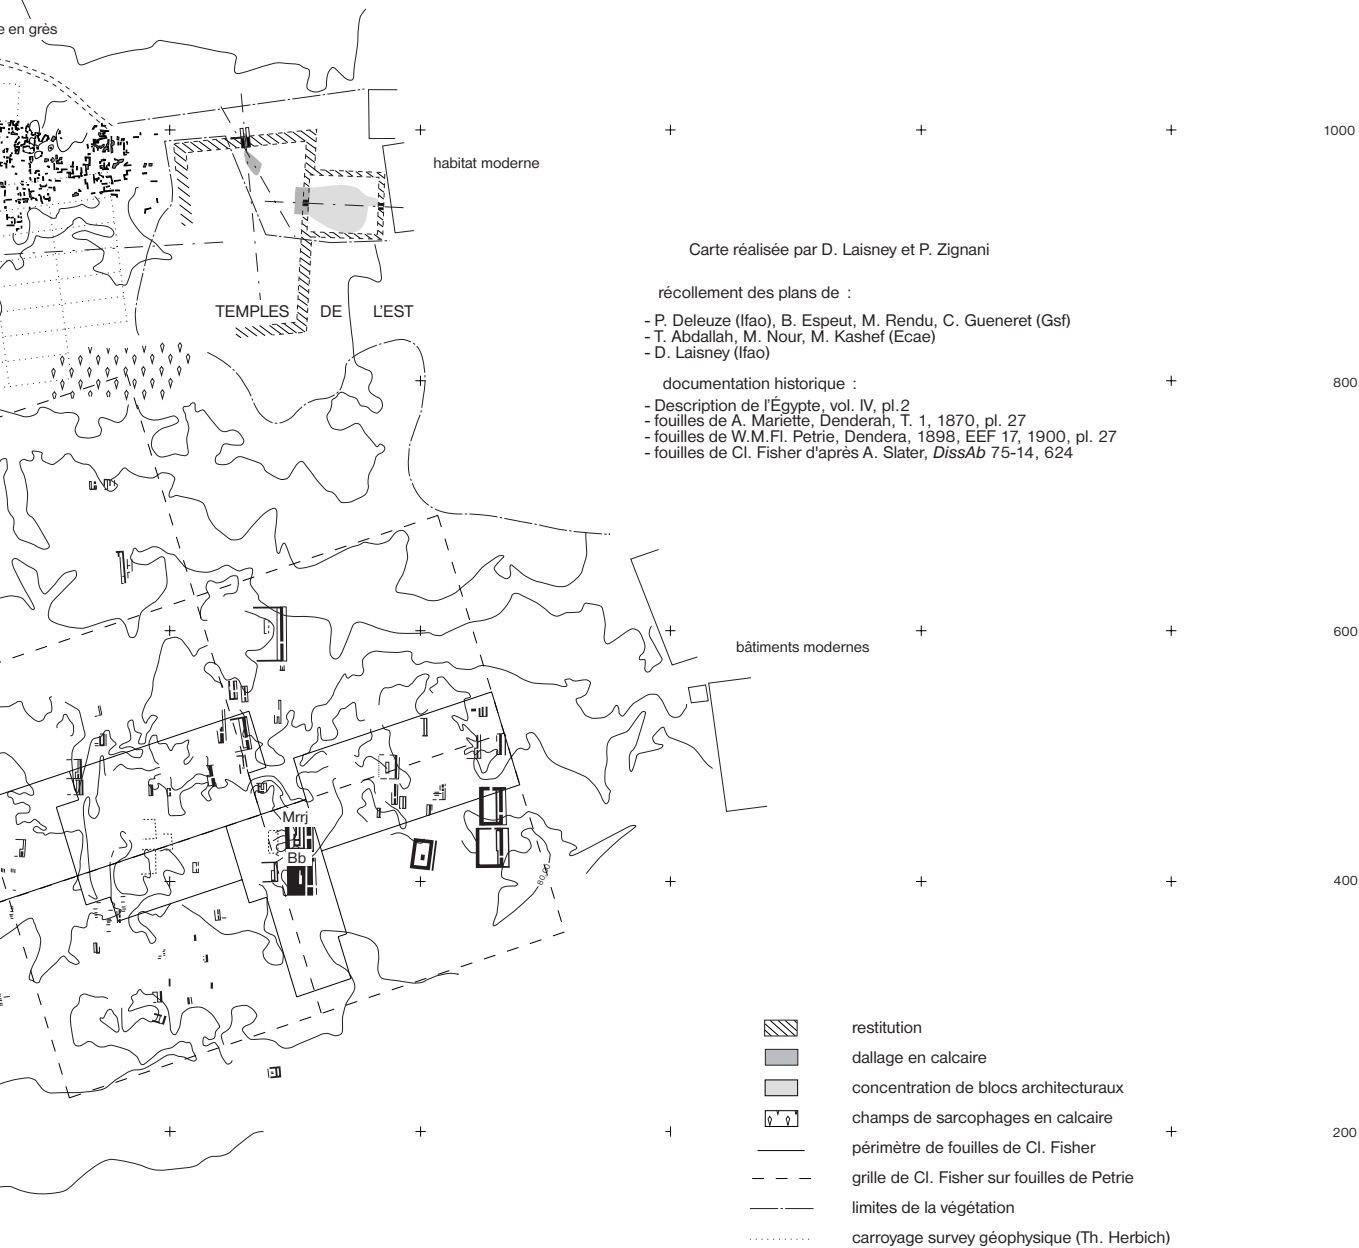 e en grès
1000
habitat moderne
Carte réalisée par D. Laisney et P. Zignani
récollement des plans de :
TEMPLES DE L'EST
- P. Deleuze (Ifao), B. Espeut, M. Rendu, C. Gueneret (Gsf)
- T. Abdallah, M. Nour, M. Kashef (Ecae)
- D. Laisney (Ifao)
800
documentation historique :
- Description de l'Égypte, vol. IV, pl.2
- fouilles de A. Mariette, Denderah, T. 1, 1870, pl. 27
- fouilles de W.M.Fl. Petrie, Dendera, 1898, EEF 17, 1900, pl. 27
- fouilles de Cl. Fisher d'après A. Slater, DissAb 75-14, 624
600
bâtiments modernes
Mrrj
Bb
80,00
400
restitution
dallage en calcaire
concentration de blocs architecturaux
champs de sarcophages en calcaire
200
périmètre de fouilles de Cl. Fisher
grille de Cl. Fisher sur fouilles de Petrie
limites de la végétation
carroyage survey géophysique (Th. Herbich)